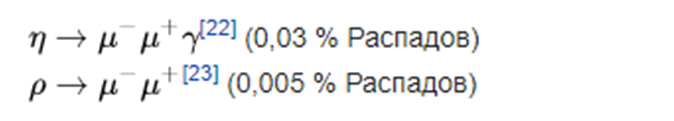 η → μ⁻ μ⁺ γ[22] (0,03 % Распадов)
ρ → μ⁻ μ⁺ [23] (0,005 % Распадов)